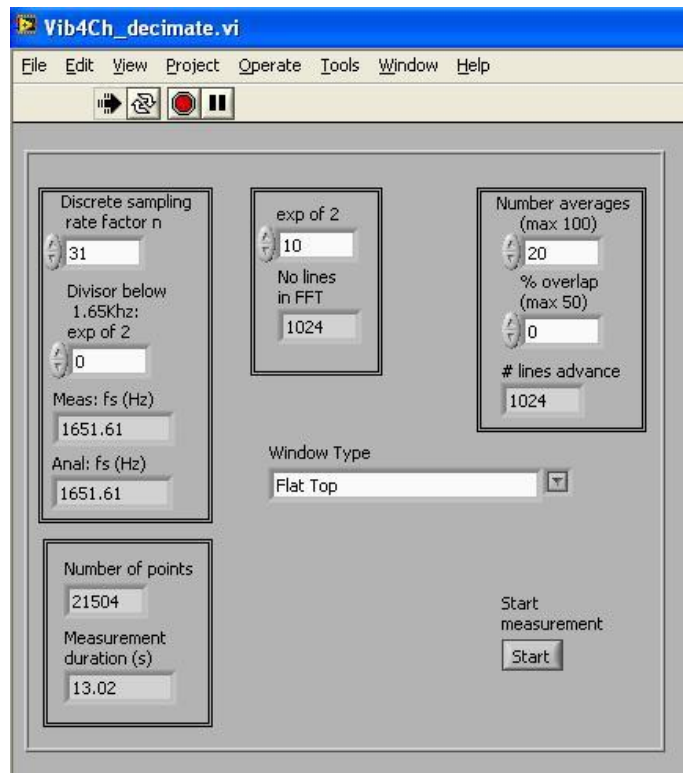 Vib4Ch_decimate.vi
File Edit View Project Operate Tools Window Help
Discrete sampling
rate factor n
31
Divisor below
1.65Khz:
exp of 2
0
Meas: fs (Hz)
1651.61
Anal: fs (Hz)
1651.61
exp of 2
10
No lines
in FFT
1024
Number averages
(max 100)
20
% overlap
(max 50)
0
# lines advance
1024
Window Type
Flat Top
Number of points
21504
Measurement
duration (s)
13.02
Start
measurement
Start